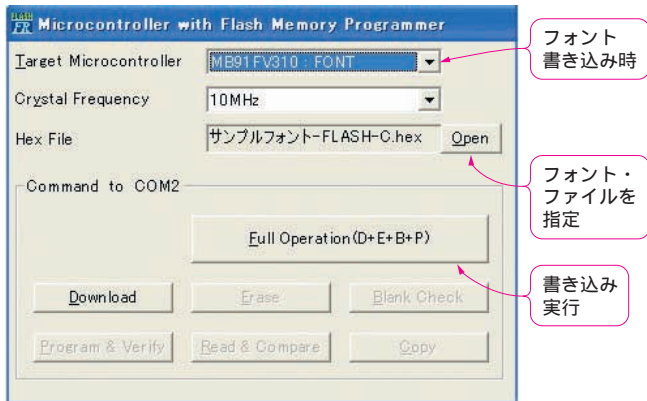 FR Microcontroller with Flash Memory Programmer
Target Microcontroller
MB91FV310 : FONT
フォント
書き込み時
Crystal Frequency
10MHz
Hex File
サンプルフォント-FLASH-C.hex
Open
フォント・
ファイルを
指定
Command to COM2
Full Operation(D+E+B+P)
書き込み
実行
Download
Erase
Blank Check
Program & Verify
Read & Compare
Copy